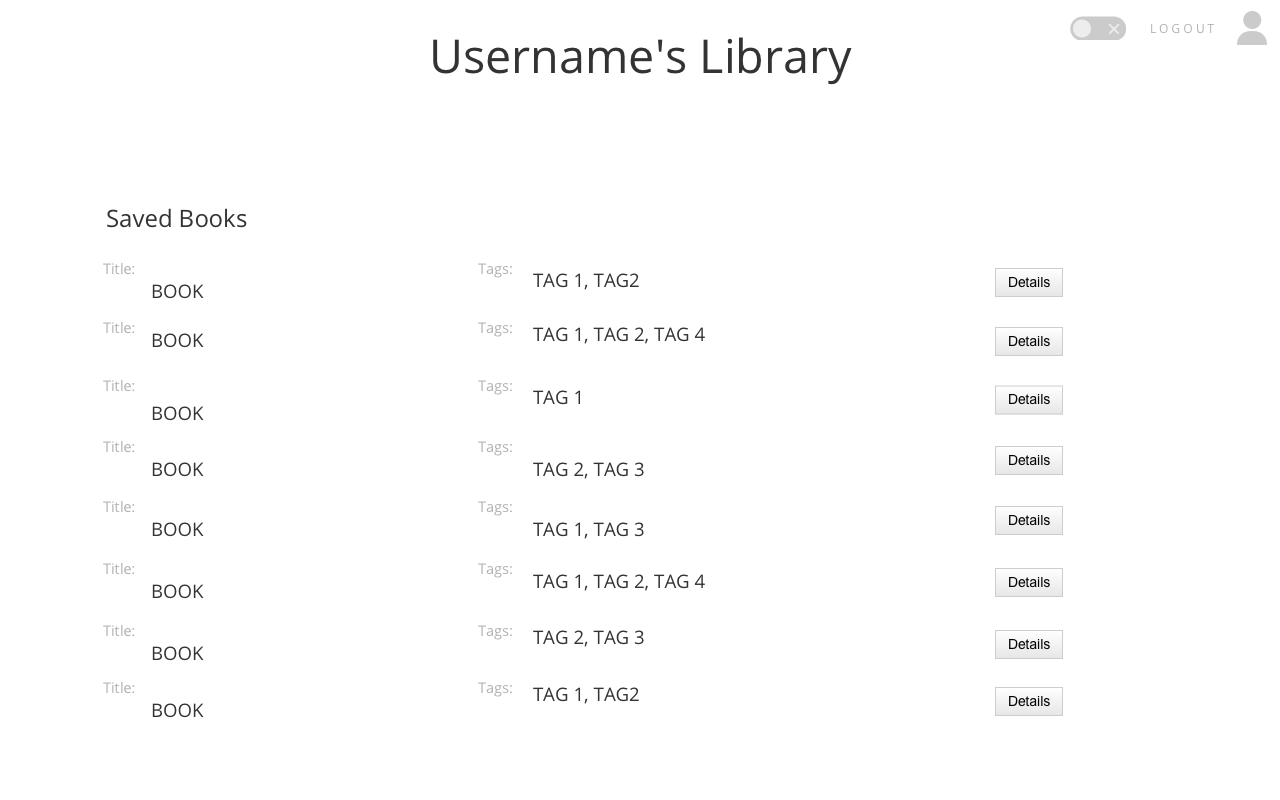 LOGOUT
Username's Library
Saved Books
Title: BOOK Tags: TAG 1, TAG2 Details
Title: BOOK Tags: TAG 1, TAG 2, TAG 4 Details
Title: BOOK Tags: TAG 1 Details
Title: BOOK Tags: TAG 2, TAG 3 Details
Title: BOOK Tags: TAG 1, TAG 3 Details
Title: BOOK Tags: TAG 1, TAG 2, TAG 4 Details
Title: BOOK Tags: TAG 2, TAG 3 Details
Title: BOOK Tags: TAG 1, TAG2 Details